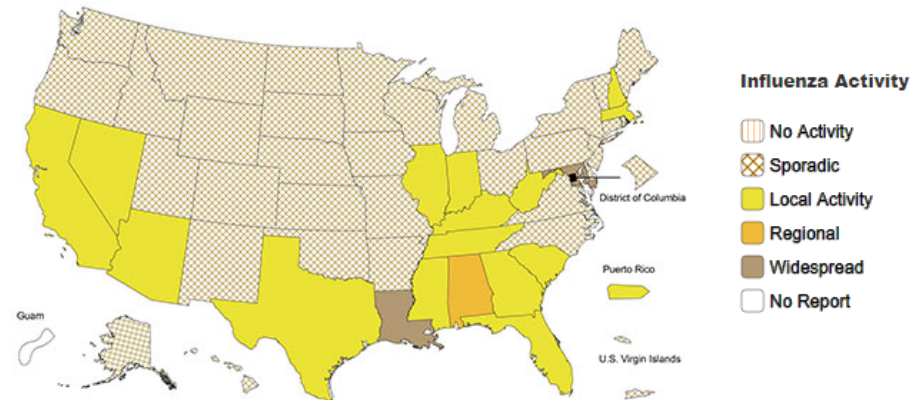 Influenza Activity
No Activity
Sporadic
District of Columbia
Local Activity
Regional
Puerto Rico
Widespread
No Report
Guam
U.S. Virgin Islands